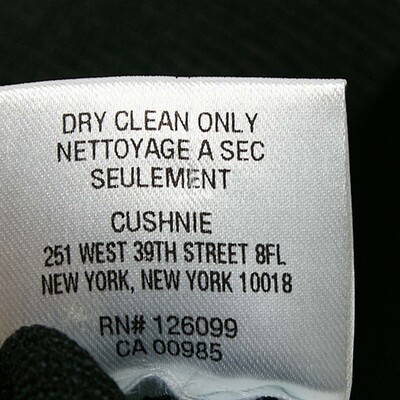 DRY CLEAN ONLY
NETTOYAGE A SEC
SEULEMENT
CUSHNIE
251 WEST 39TH STREET 8FL
NEW YORK, NEW YORK 10018
RN# 126099
CA 00985